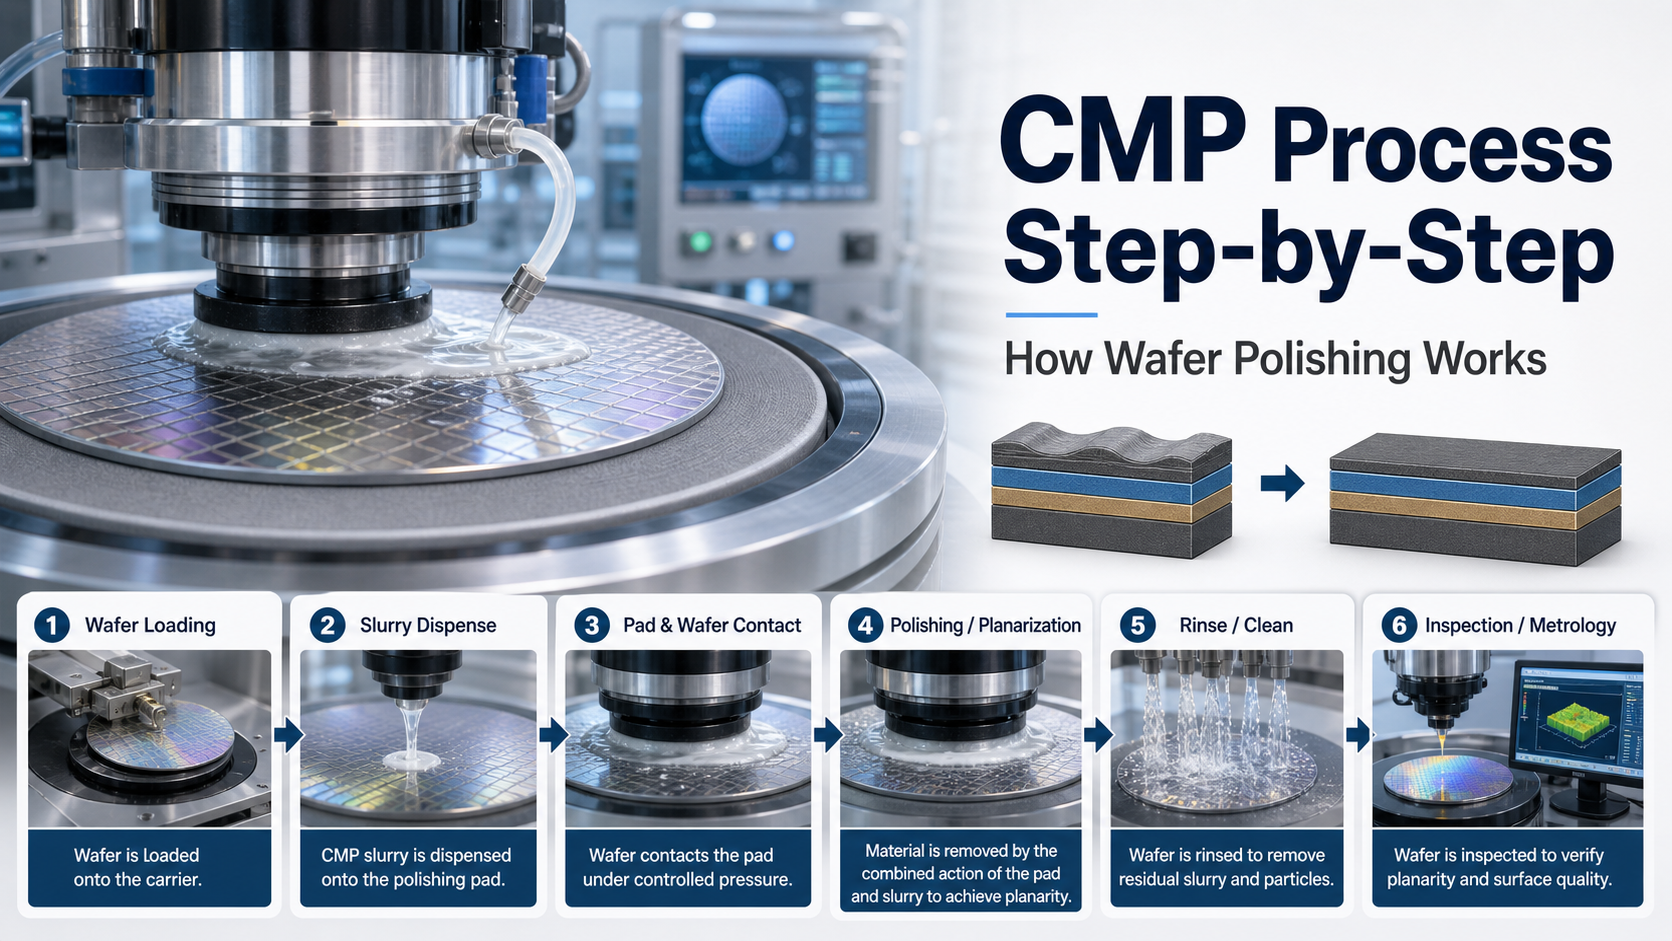 CMP Process
Step-by-Step
How Wafer Polishing Works
1 Wafer Loading
Wafer is Loaded
onto the carrier.
2 Slurry Dispense
CMP slurry is dispensed
onto the polishing pad.
3 Pad & Wafer Contact
Wafer contacts the pad
under controlled pressure.
4 Polishing / Planarization
Material is removed by the
combined action of the pad
and slurry to achieve planarity.
5 Rinse / Clean
Wafer is rinsed to remove
residual slurry and particles.
6 Inspection / Metrology
Wafer is inspected to verify
planarity and surface quality.